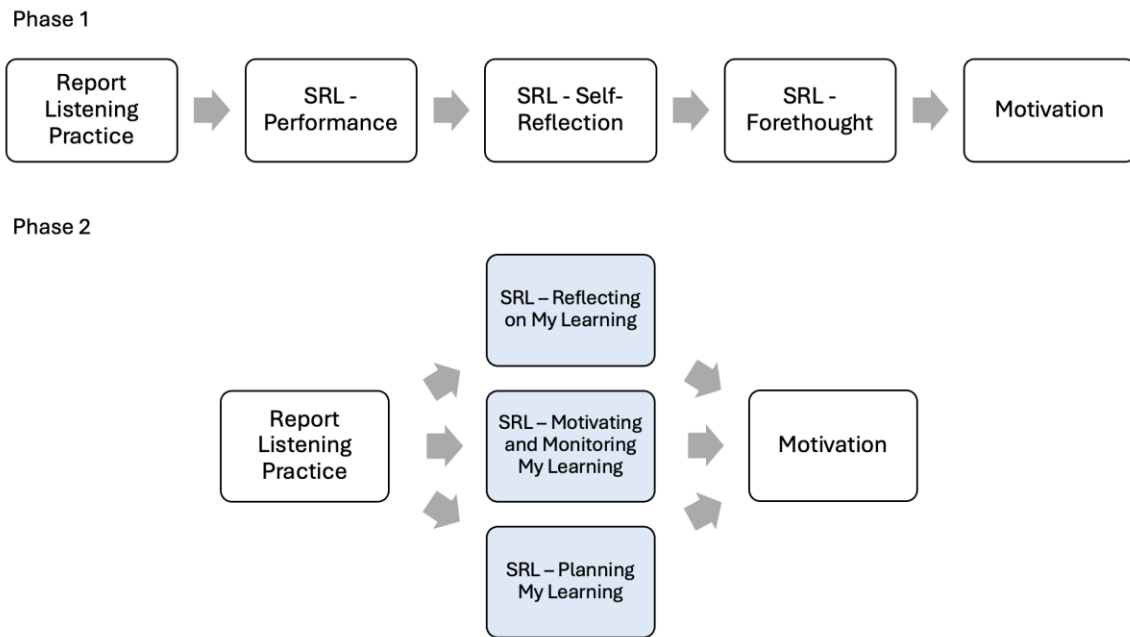 Phase 1
Report
Listening
Practice
SRL -
Performance
SRL - Self-
Reflection
SRL -
Forethought
Motivation
Phase 2
SRL – Reflecting
on My Learning
Report
Listening
Practice
SRL – Motivating
and Monitoring
My Learning
Motivation
SRL – Planning
My Learning